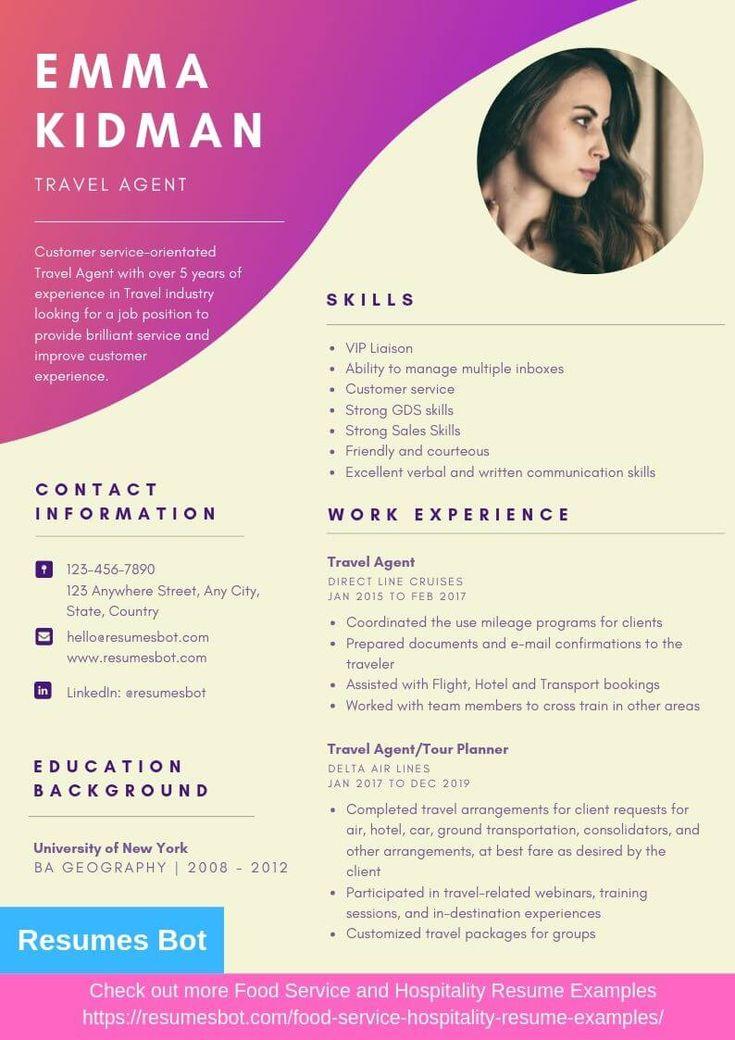 EMMA
KIDMAN
TRAVEL AGENT
Customer service-orientated
Travel Agent with over 5 years of
experience in Travel industry
looking for a job position to
provide brilliant service and
improve customer
experience.
CONTACT
INFORMATION
123-456-7890
123 Anywhere Street, Any City,
State, Country
hello@resumesbot.com
www.resumesbot.com
in
LinkedIn: @resumesbot
EDUCATION
BACKGROUND
University of New York
BA GEOGRAPHY | 2008 - 2012
SKILLS
• VIP Liaison
• Ability to manage multiple inboxes
• Customer service
• Strong GDS skills
• Strong Sales Skills
• Friendly and courteous
• Excellent verbal and written communication skills
WORK EXPERIENCE
Travel Agent
DIRECT LINE CRUISES
JAN 2015 TO FEB 2017
• Coordinated the use mileage programs for clients
• Prepared documents and e-mail confirmations to the
traveler
• Assisted with Flight, Hotel and Transport bookings
• Worked with team members to cross train in other areas
Travel Agent/Tour Planner
DELTA AIR LINES
JAN 2017 TO DEC 2019
• Completed travel arrangements for client requests for
air, hotel, car, ground transportation, consolidators, and
other arrangements, at best fare as desired by the
client
• Participated in travel-related webinars, training
sessions, and in-destination experiences
• Customized travel packages for groups
Resumes Bot
Check out more Food Service and Hospitality Resume Examples
https://resumesbot.com/food-service-hospitality-resume-examples/